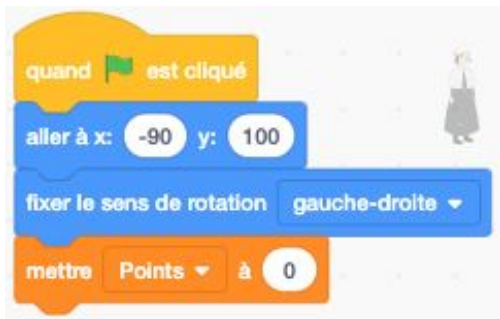 quand est cliqué
aller à x: -90 y: 100
fixer le sens de rotation gauche-droite
mettre Points à 0